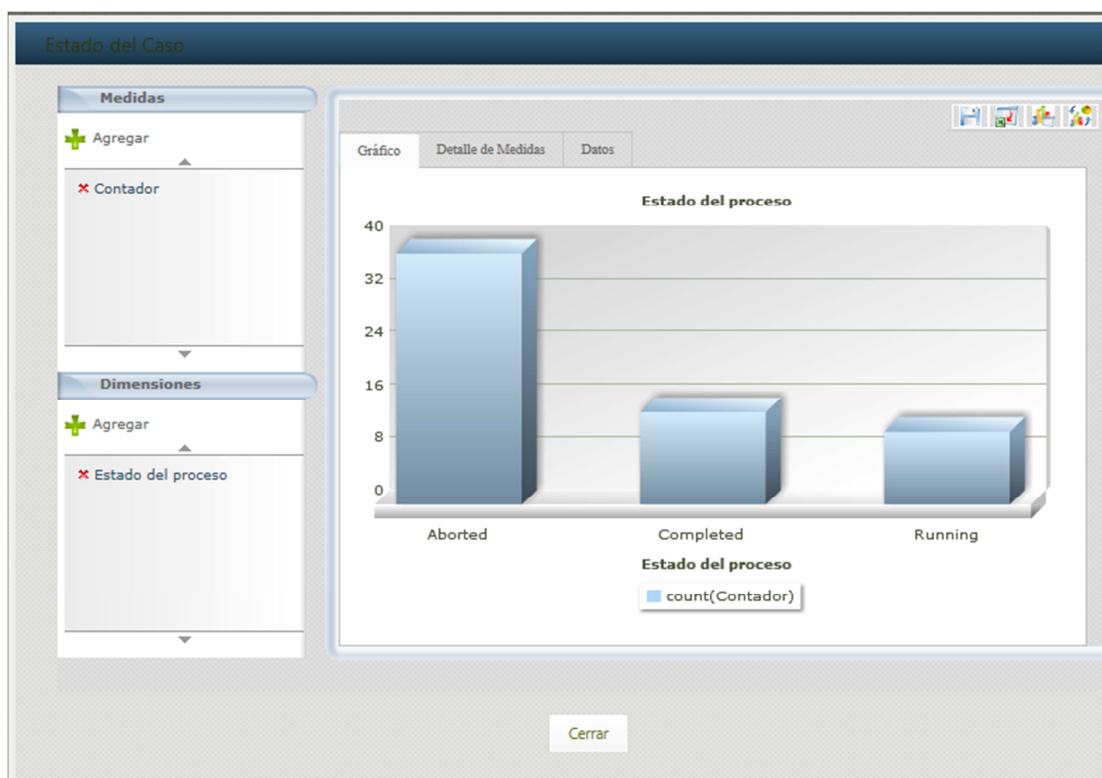 Estado del Caso
Medidas
Agregar
Contador
Dimensiones
Agregar
Estado del proceso
Gráfico Detalle de Medidas Datos
Estado del proceso
40
32
24
16
8
0
Aborted Completed Running
Estado del proceso
count(Contador)
Cerrar